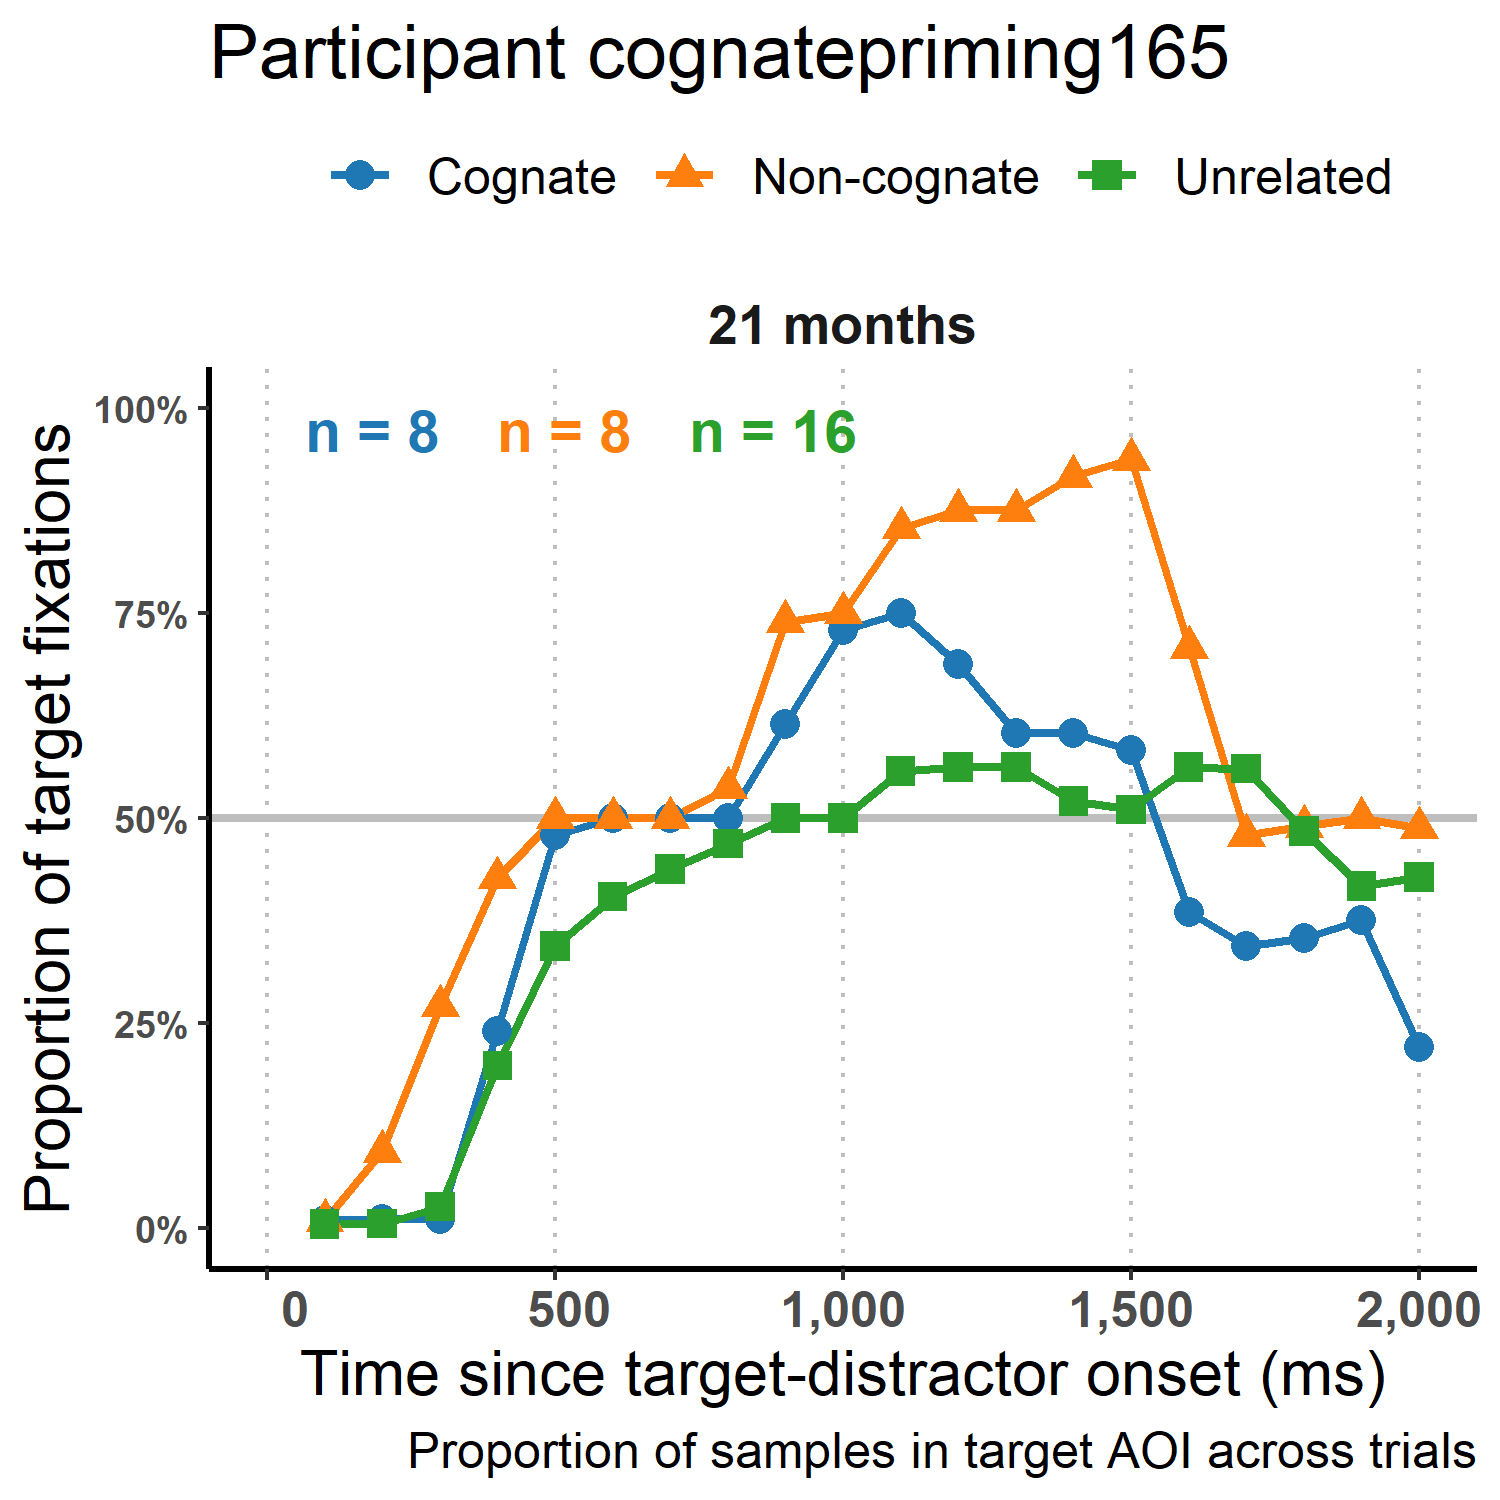 Participant cognatepriming165
Cognate Non-cognate Unrelated
21 months
n = 8 n = 8 n = 16
Proportion of target fixations
100%
75%
50%
25%
0%
0 500 1,000 1,500 2,000
Time since target-distractor onset (ms)
Proportion of samples in target AOI across trials